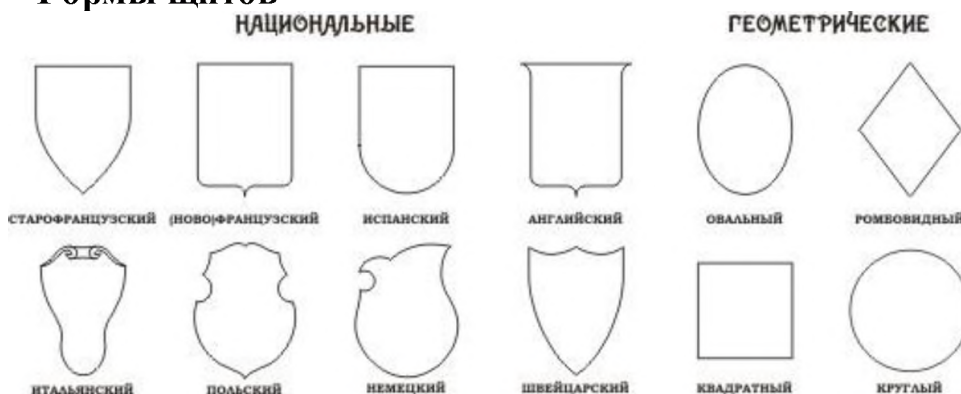 Формы щитов
НАЦИОНАЛЬНЫЕ ГЕОМЕТРИЧЕСКИЕ
СТАРОФРАНЦУЗСКИЙ (НОВО)ФРАНЦУЗСКИЙ ИСПАНСКИЙ АНГЛИЙСКИЙ ОВАЛЬНЫЙ РОМБОВИДНЫЙ
ИТАЛЬЯНСКИЙ ПОЛЬСКИЙ НЕМЕЦКИЙ ШВЕЙЦАРСКИЙ КВАДРАТНЫЙ КРУГЛЫЙ